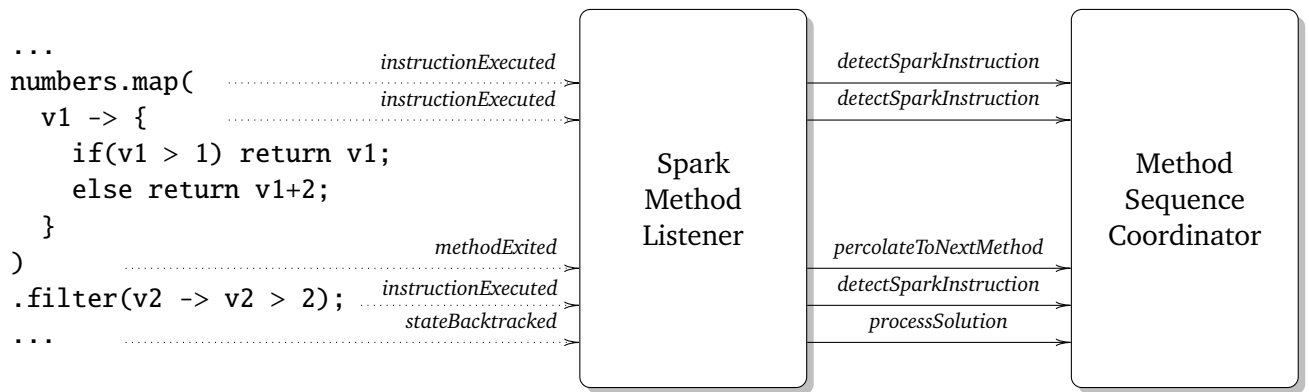 ...
numbers.map(
v1 -> {
if(v1 > 1) return v1;
else return v1+2;
}
)
.filter(v2 -> v2 > 2);
...
instructionExecuted
instructionExecuted
methodExited
instructionExecuted
stateBacktracked
Spark
Method
Listener
detectSparkInstruction
detectSparkInstruction
percolateToNextMethod
detectSparkInstruction
processSolution
Method
Sequence
Coordinator